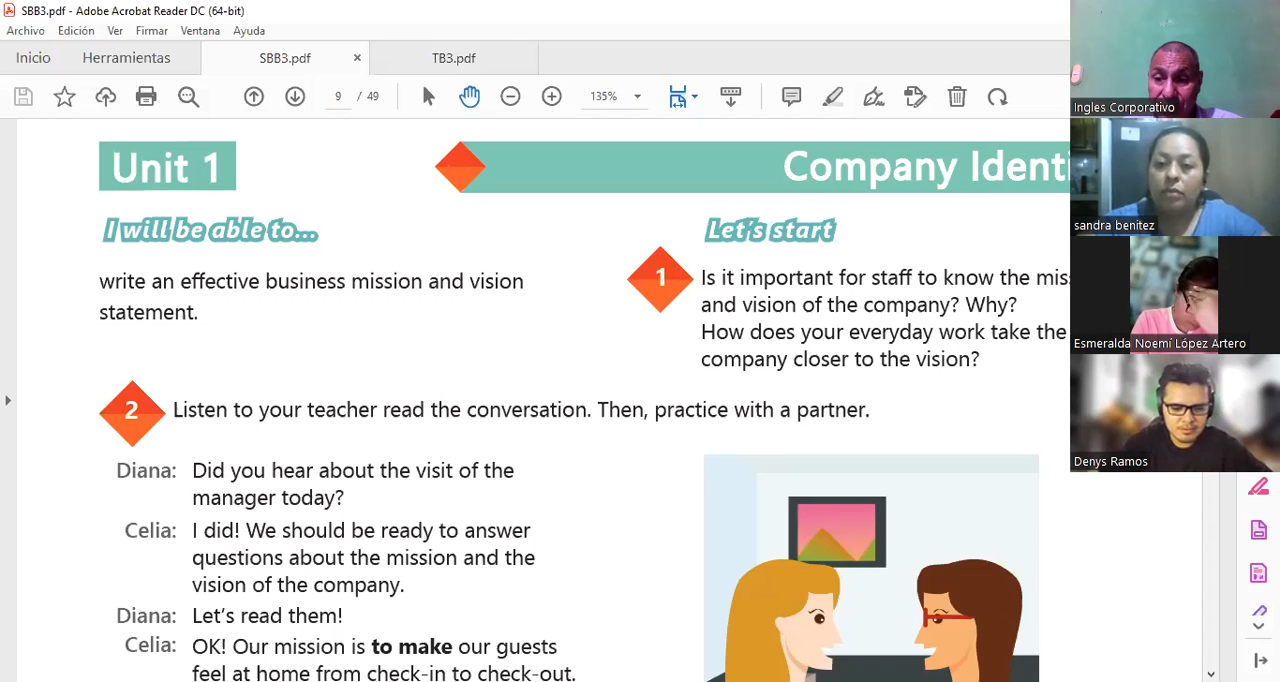 SBB3.pdf - Adobe Acrobat Reader DC (64-bit)
Archivo Edición Ver Firmar Ventana Ayuda
Inicio Herramientas SBB3.pdf × TB3.pdf
9 / 49 135%
Unit 1
Company Identi
I will be able to...
write an effective business mission and vision
statement.
Let's start
1
Is it important for staff to know the mis
and vision of the company? Why?
How does your everyday work take the
company closer to the vision?
2
Listen to your teacher read the conversation. Then, practice with a partner.
Diana: Did you hear about the visit of the
manager today?
Celia: I did! We should be ready to answer
questions about the mission and the
vision of the company.
Diana: Let's read them!
Celia: OK! Our mission is to make our guests
feel at home from check-in to check-out.
Ingles Corporativo
sandra benitez
Esmeralda Noemí López Artero
Denys Ramos